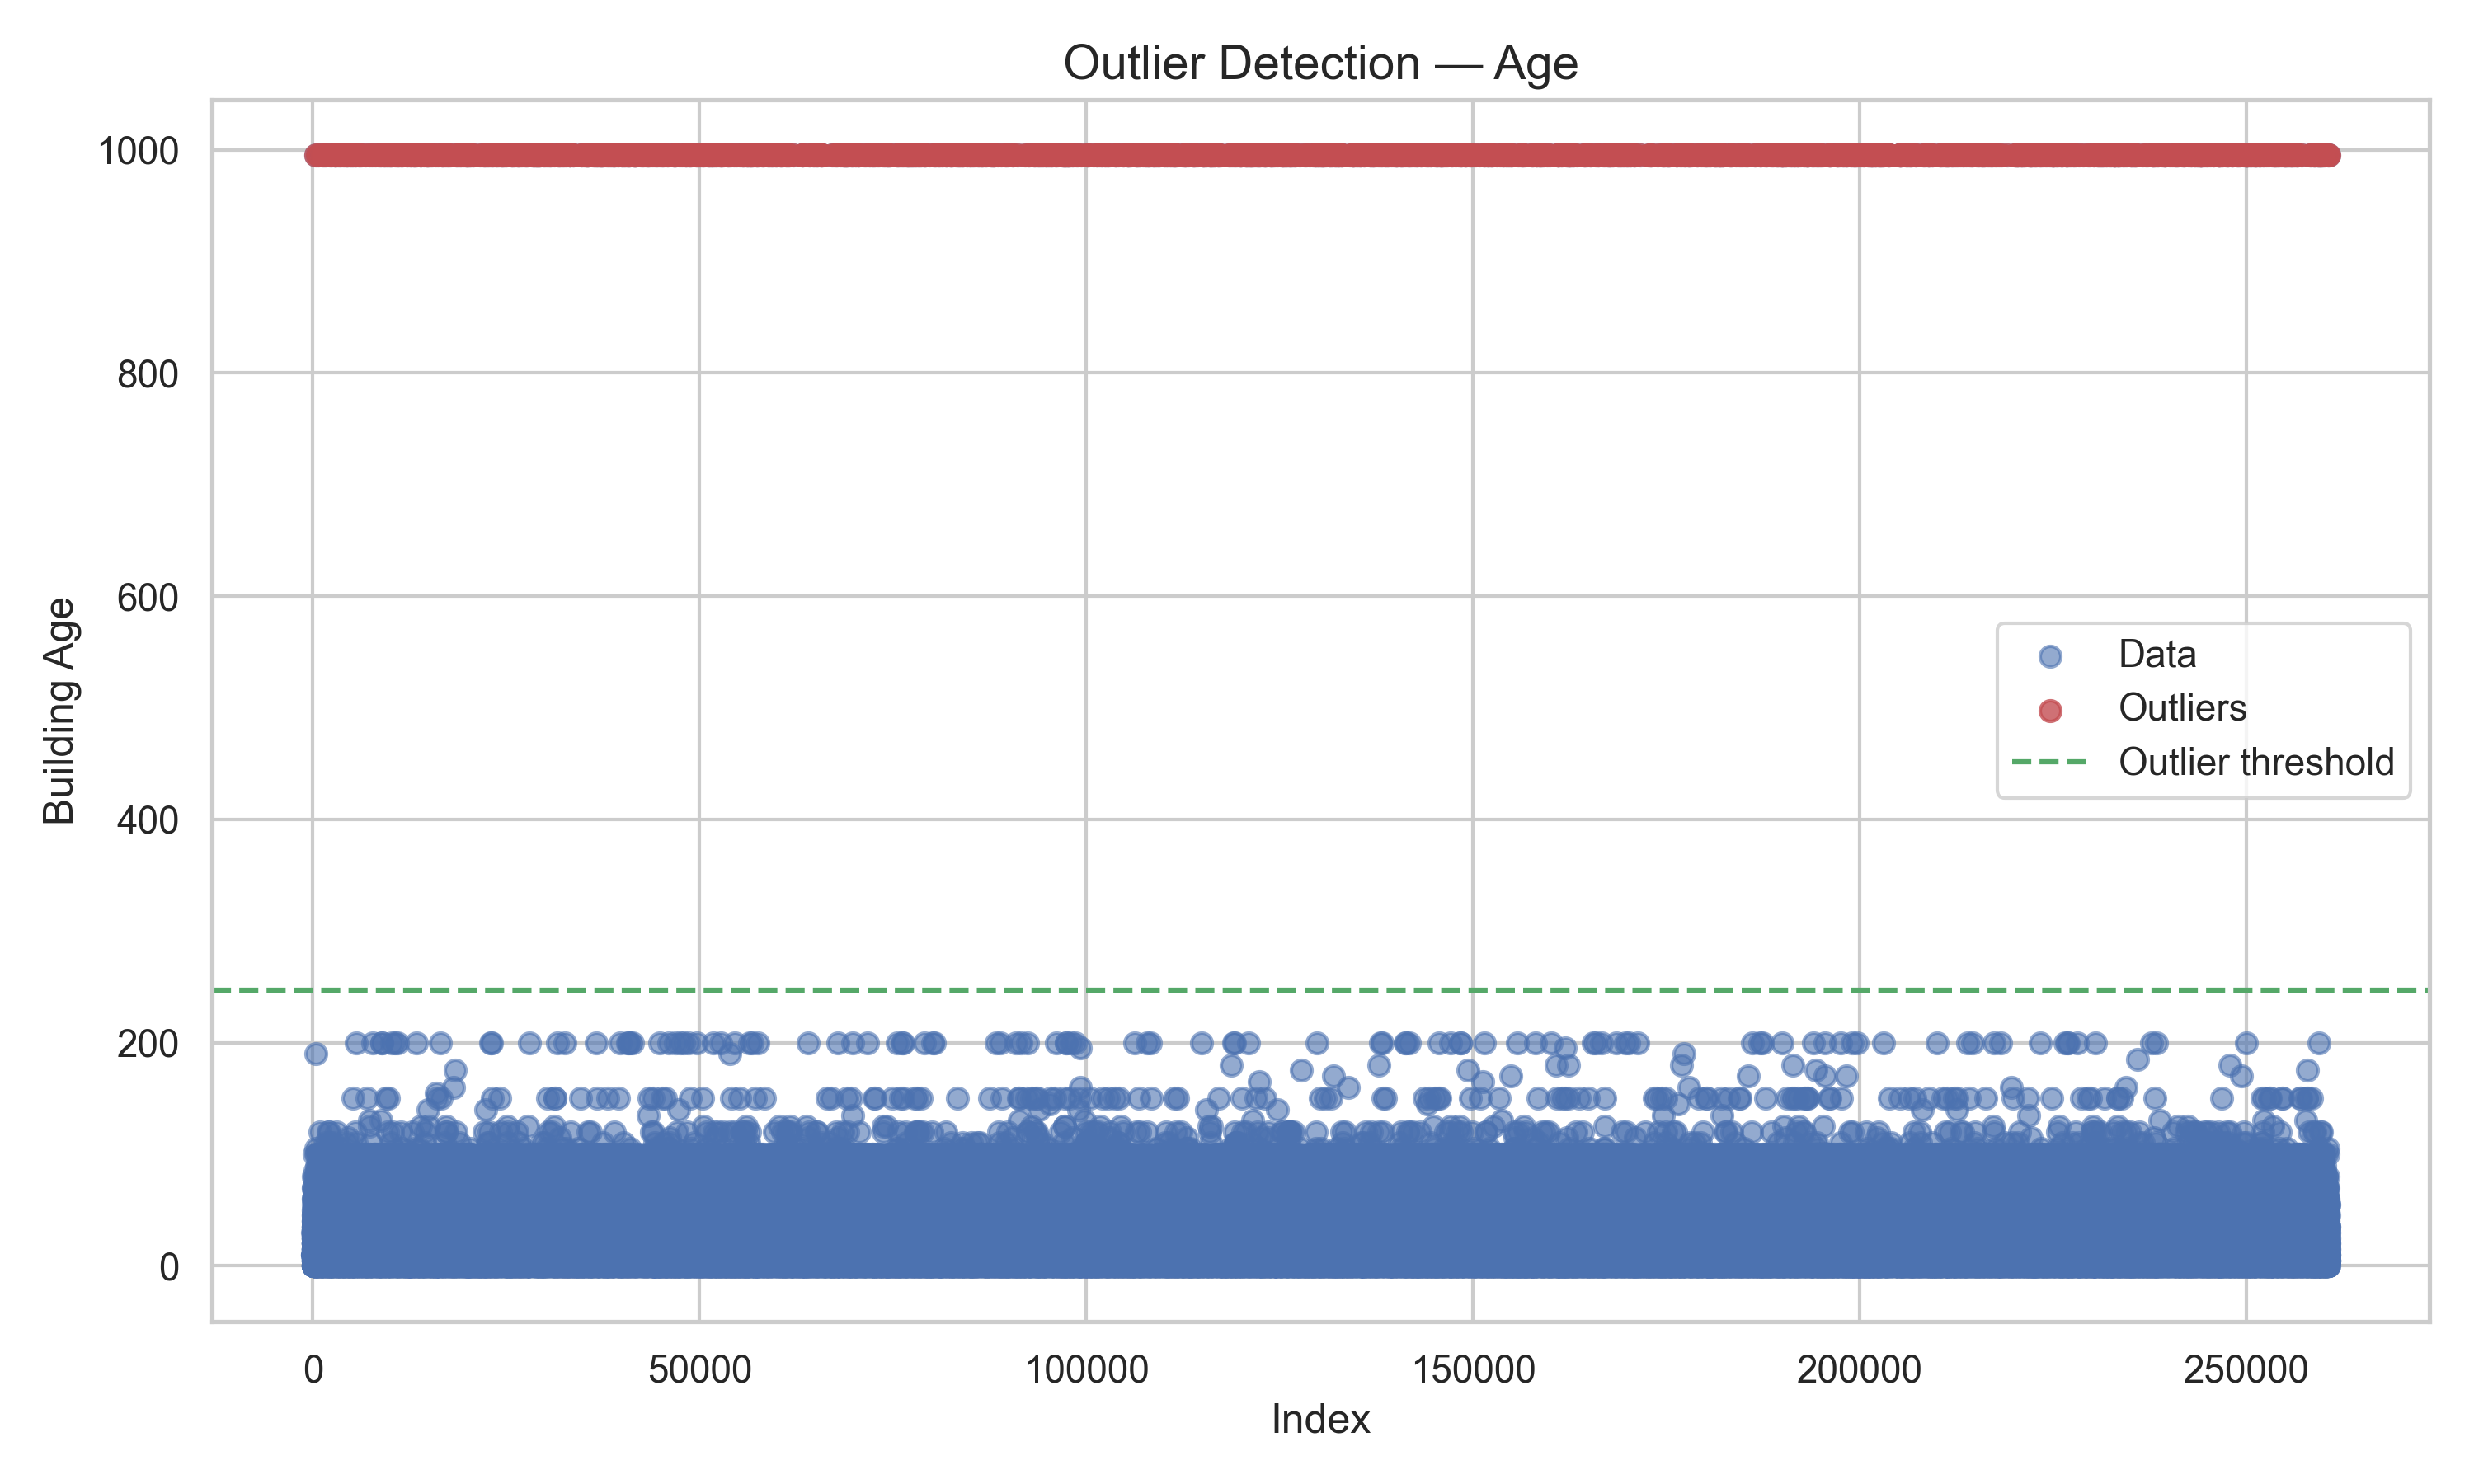 Outlier Detection — Age
1000
800
600
400
200
0
Building Age
Data
Outliers
Outlier threshold
0
50000
100000
150000
200000
250000
Index